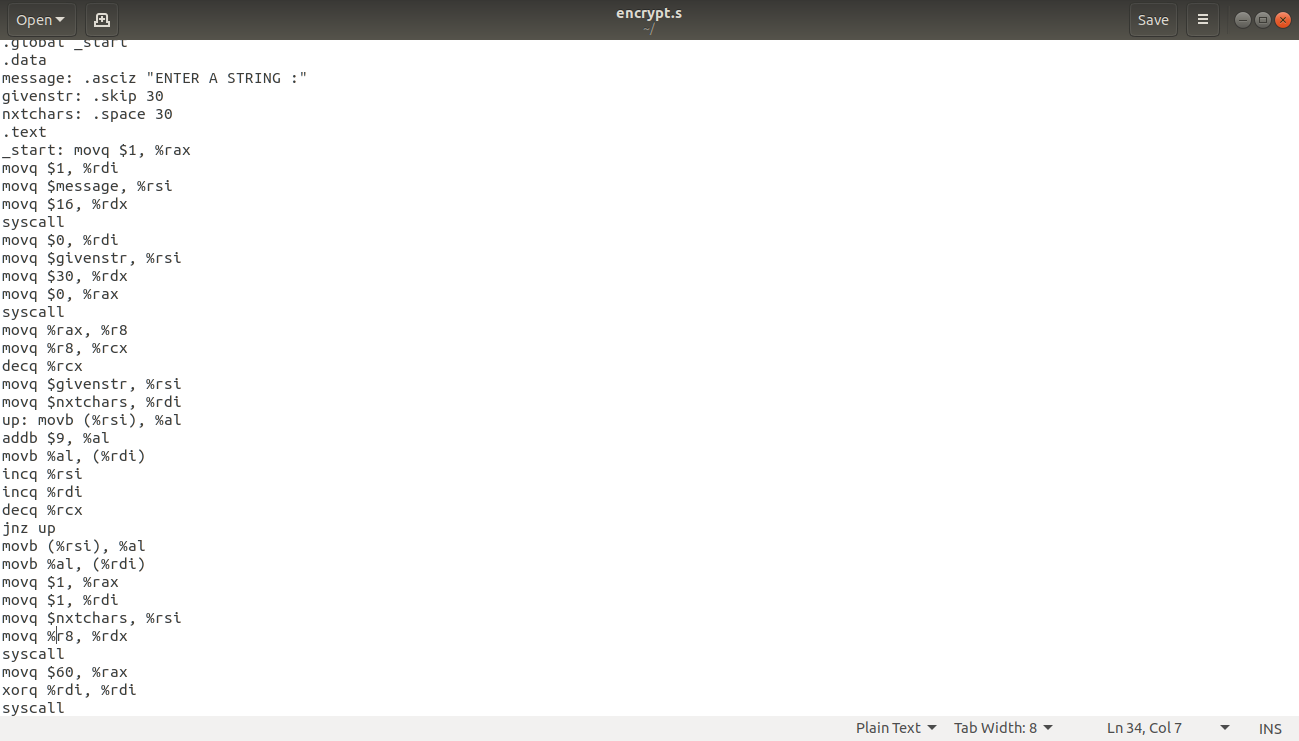 Open
encrypt.s
~/
Save
.global _start
.data
message: .asciz "ENTER A STRING :"
givenstr: .skip 30
nxtchars: .space 30
.text
_start: movq $1, %rax
movq $1, %rdi
movq $message, %rsi
movq $16, %rdx
syscall
movq $0, %rdi
movq $givenstr, %rsi
movq $30, %rdx
movq $0, %rax
syscall
movq %rax, %r8
movq %r8, %rcx
decq %rcx
movq $givenstr, %rsi
movq $nxtchars, %rdi
up: movb (%rsi), %al
addb $9, %al
movb %al, (%rdi)
incq %rsi
incq %rdi
decq %rcx
jnz up
movb (%rsi), %al
movb %al, (%rdi)
movq $1, %rax
movq $1, %rdi
movq $nxtchars, %rsi
movq %r8, %rdx
syscall
movq $60, %rax
xorq %rdi, %rdi
syscall
Plain Text
Tab Width: 8
Ln 34, Col 7
INS